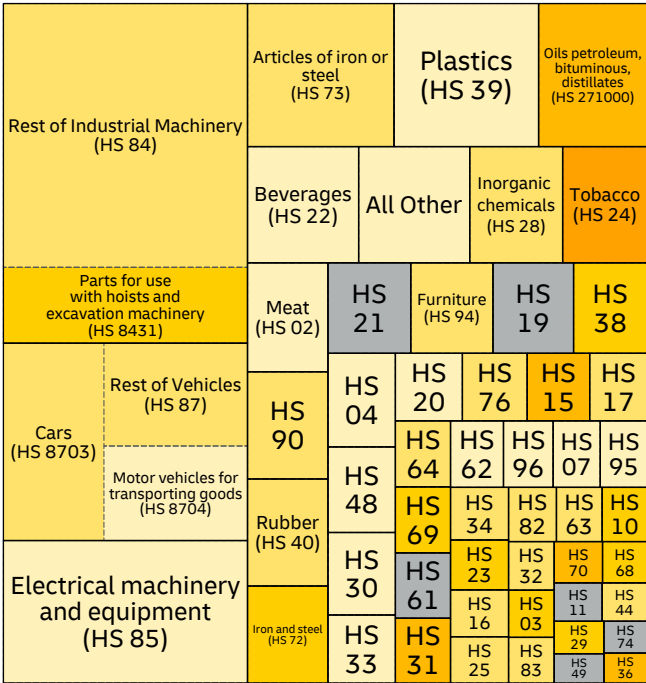 Rest of Industrial Machinery
(HS 84)
Parts for use
with hoists and
excavation machinery
(HS 8431)
Cars
(HS 8703)
Rest of Vehicles
(HS 87)
Motor vehicles for
transporting goods
(HS 8704)
Electrical machinery
and equipment
(HS 85)
Articles of iron or
steel
(HS 73)
Plastics
(HS 39)
Oils petroleum,
bituminous,
distillates
(HS 271000)
Beverages
(HS 22)
All Other
Inorganic
chemicals
(HS 28)
Tobacco
(HS 24)
Meat
(HS 02)
HS
21
Furniture
(HS 94)
HS
19
HS
38
HS
90
Rubber
(HS 40)
Iron and steel
(HS 72)
HS
04
HS
48
HS
30
HS
33
HS
20
HS
76
HS
15
HS
17
HS
64
HS
62
HS
96
HS
07
HS
95
HS
69
HS
61
HS
31
HS
34
HS
82
HS
63
HS
10
HS
23
HS
32
HS
70
HS
68
HS
16
HS
03
HS
11
HS
44
HS
25
HS
83
HS
29
HS
74
HS
49
HS
36